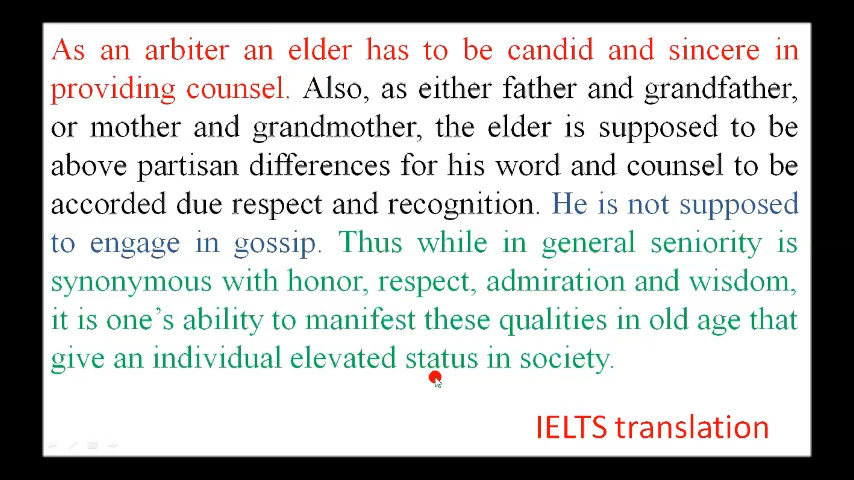 As an arbiter an elder has to be candid and sincere in
providing counsel. Also, as either father and grandfather,
or mother and grandmother, the elder is supposed to be
above partisan differences for his word and counsel to be
accorded due respect and recognition. He is not supposed
to engage in gossip. Thus while in general seniority is
synonymous with honor, respect, admiration and wisdom,
it is one’s ability to manifest these qualities in old age that
give an individual elevated status in society.
IELTS translation